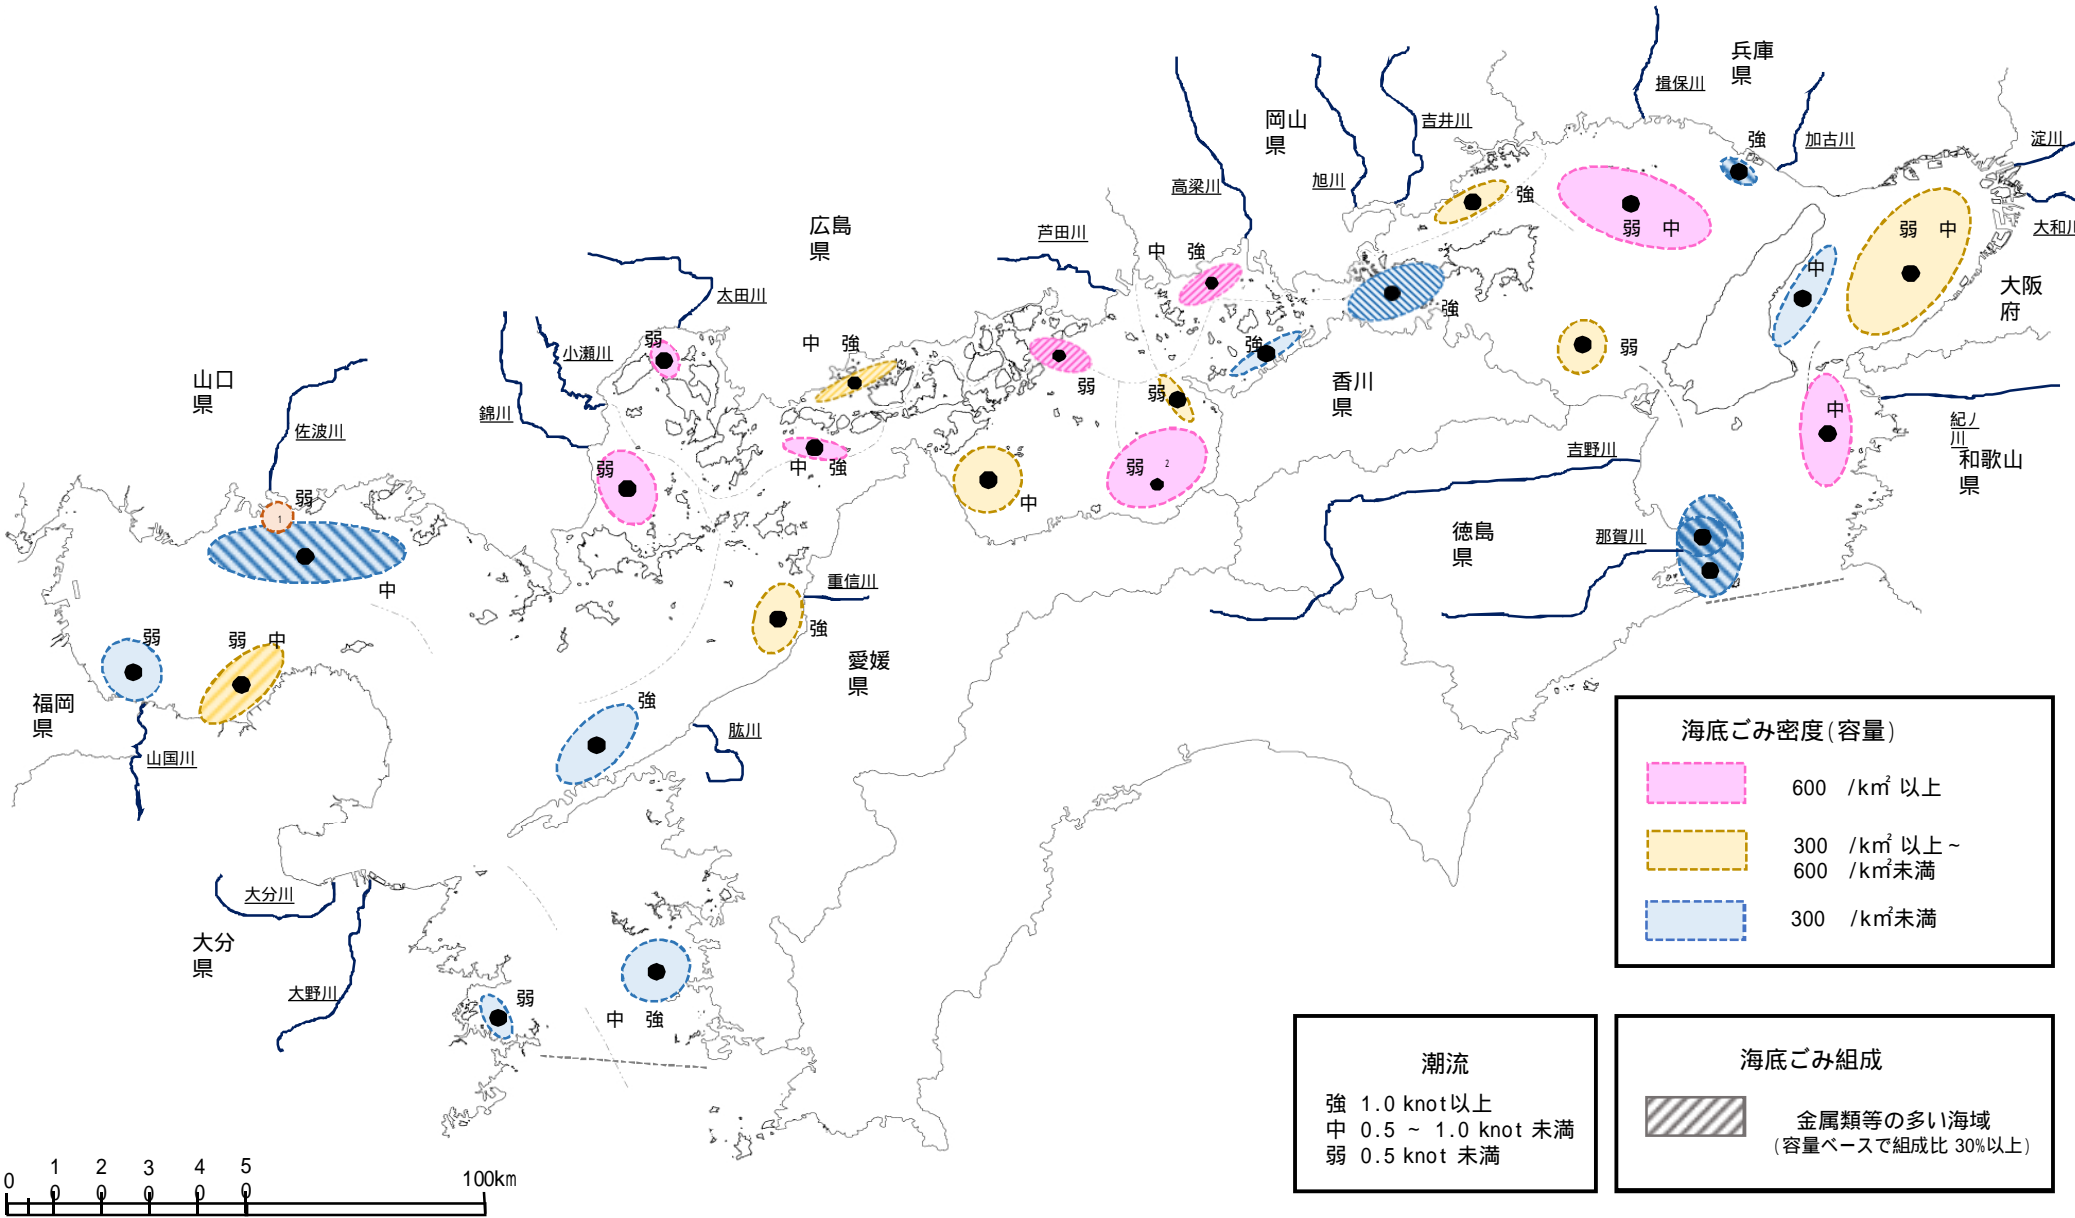 兵庫
県
揖保川
岡山
県
吉井川
強
加古川
淀川
高梁川
旭川
強
広島
県
芦田川
弱 中
弱 中
大和川
中 強
中
大阪
府
太田川
強
弱
小瀬川
中 強
強
弱
山口
県
香川
県
弱
弱
中
錦川
佐波川
紀ノ
川
吉野川
和歌山
県
弱
中 強
弱 2
弱
中
1
徳島
県
那賀川
中
重信川
弱
弱 中
強
愛媛
県
福岡
県
強
肱川
山国川
海底ごみ密度(容量)
600 /km² 以上
300 /km² 以上~
600 /km²未満
300 /km²未満
大分川
大分
県
大野川
弱
中 強
潮流
強 1.0 knot以上
中 0.5 ~ 1.0 knot 未満
弱 0.5 knot 未満
海底ごみ組成
金属類等の多い海域
(容量ベースで組成比 30%以上)
0 10 20 30 40 50 100km